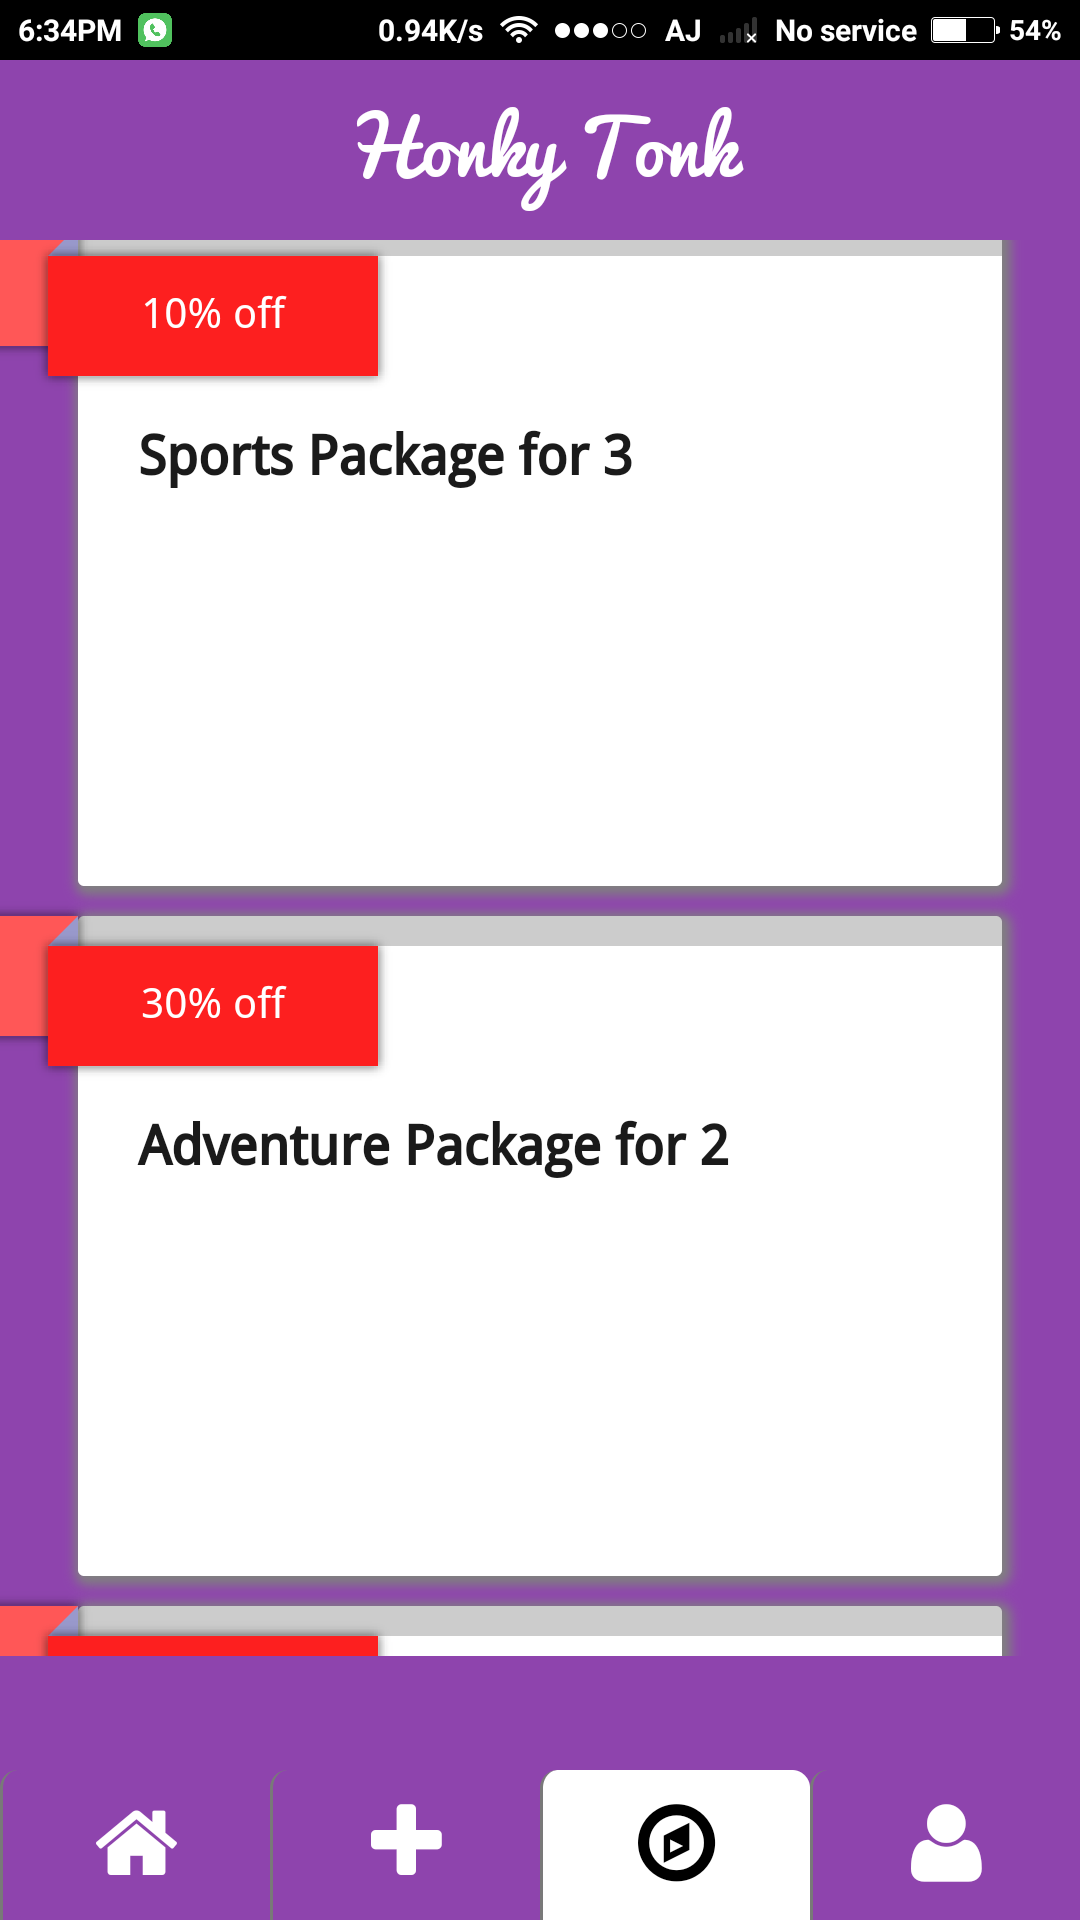 6:34PM 0.94K/s AJ No service 54%
Honky Tonk
10% off
Sports Package for 3
30% off
Adventure Package for 2